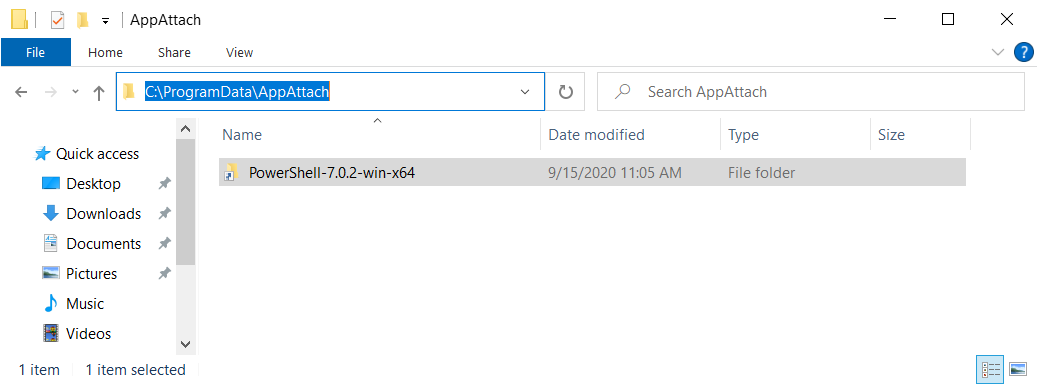 AppAttach
File Home Share View
C:\ProgramData\AppAttach Search AppAttach
Name Date modified Type Size
Quick access
PowerShell-7.0.2-win-x64 9/15/2020 11:05 AM File folder
Desktop
Downloads
Documents
Pictures
Music
Videos
1 item 1 item selected